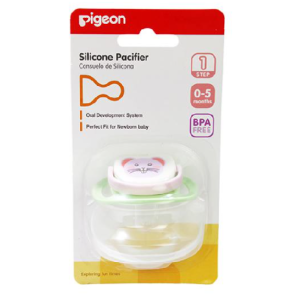 pigeon
Silicone Pacifier
Consuelo de Silicona
1
STEP
0-5
months
Oral Development System
Perfect Fit for Newborn baby
BPA
FREE